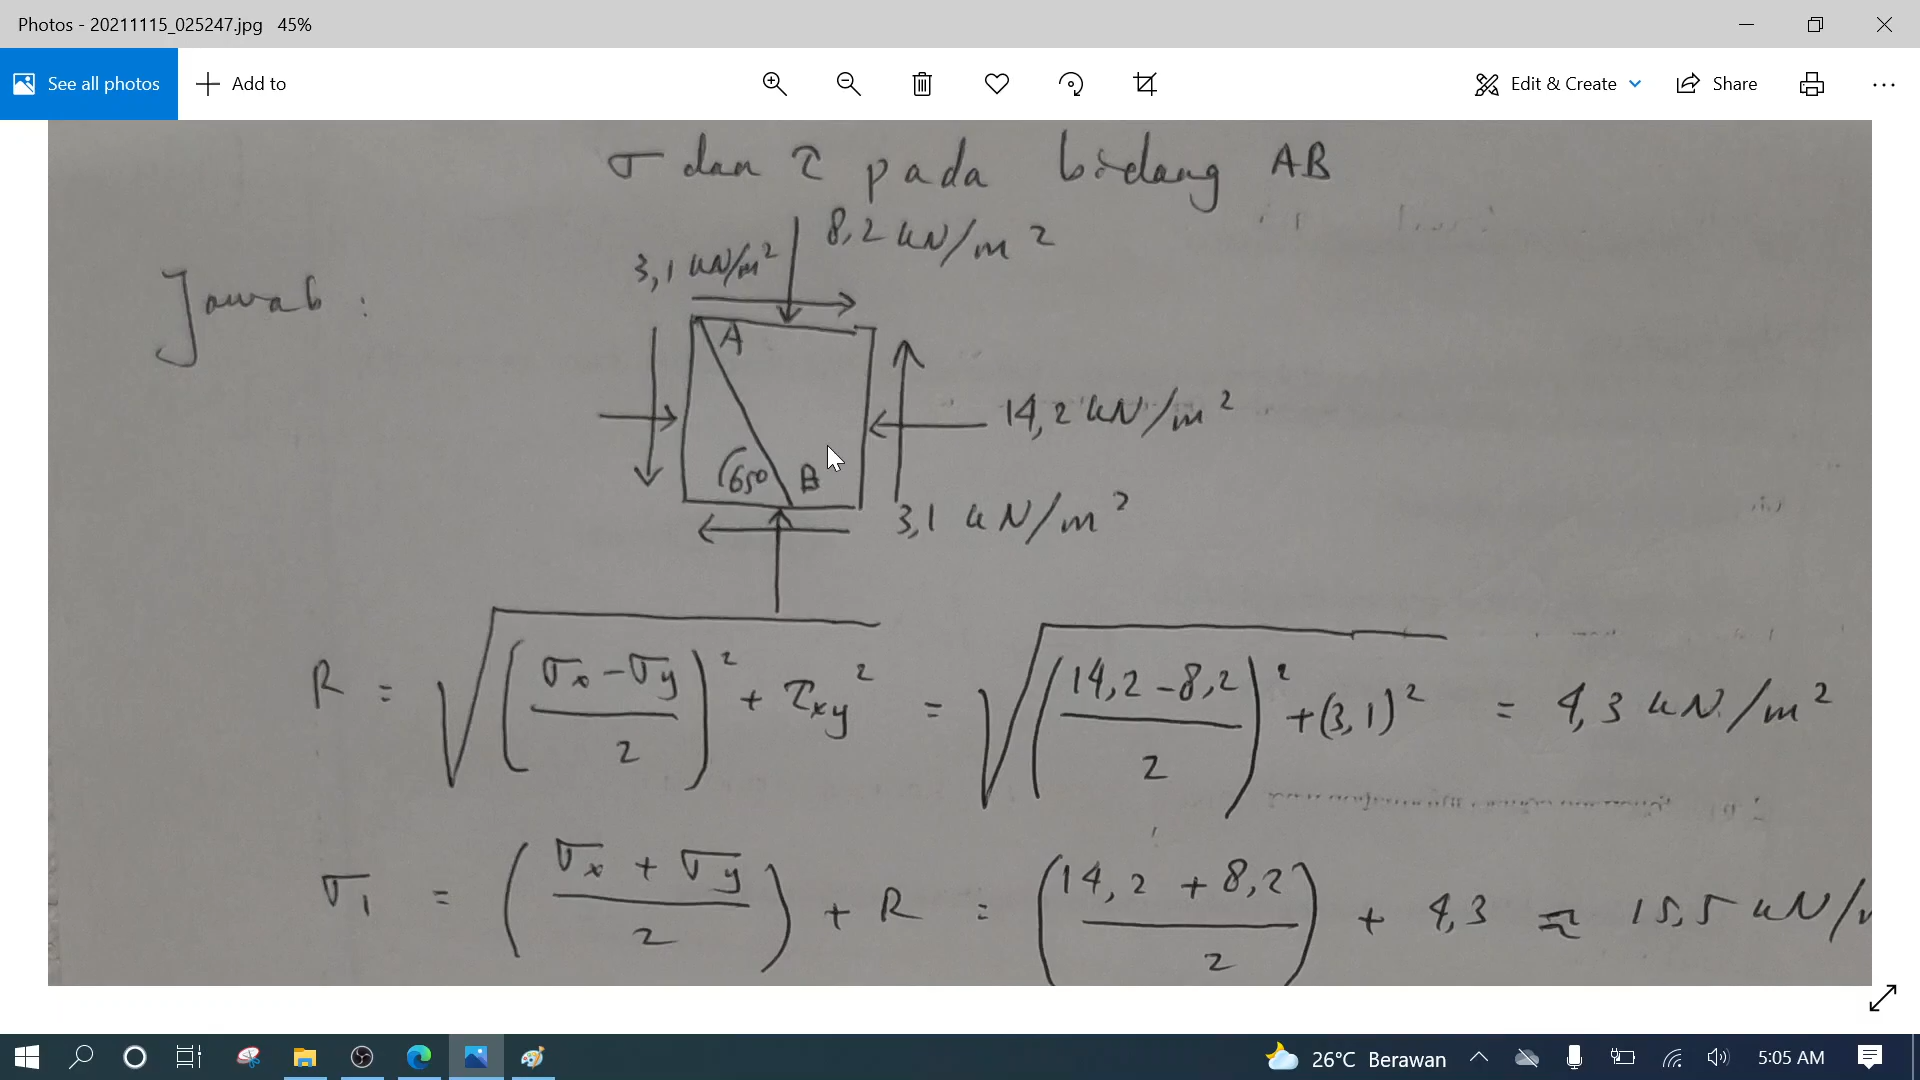 Photos - 20211115_025247.jpg 45%
See all photos
Add to
Edit & Create
Share
σ dan τ pada bidang AB
3,1 kN/m²
8,2 kN/m²
Jawab :
A
14,2 kN/m²
65°
B
3,1 kN/m²
R = √((σx - σy)/2)² + τxy² = √((14,2 - 8,2)/2)² + (3,1)² = 4,3 kN/m²
σ1 = ((σx + σy)/2) + R = ((14,2 + 8,2)/2) + 4,3 ≈ 15,5 kN/
26°C Berawan
5:05 AM